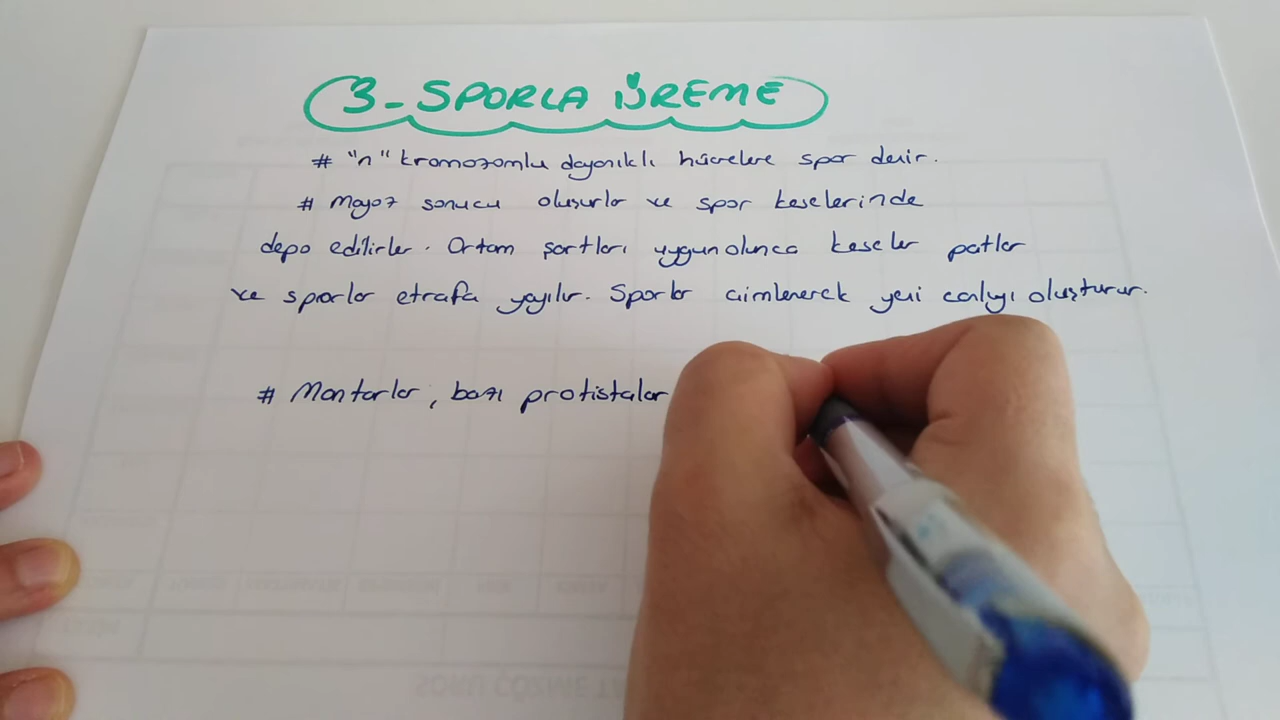 3- SPORLA ÜREME
# "n" kromozomlu dayanıklı hücrelere spor denir.
# Mayoz sonucu oluşurlar ve spor keselerinde
depo edilirler. Ortam şartları uygun olunca keseler patlar
ve sporlar etrafa yayılır. Sporlar çimlenerek yeni canlıyı oluşturur.
# Mantarlar, bazı protistalar